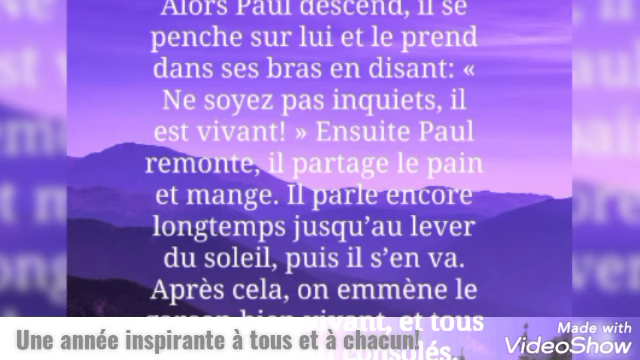 Alors Paul descend, il se
penche sur lui et le prend
dans ses bras en disant: «
Ne soyez pas inquiets, il
est vivant! » Ensuite Paul
remonte, il partage le pain
et mange. Il parle encore
longtemps jusqu’au lever
du soleil, puis il s’en va.
Après cela, on emmène le
garçon bien vivant, et tous
consolés.
Une année inspirante à tous et à chacun!
Made with
VideoShow